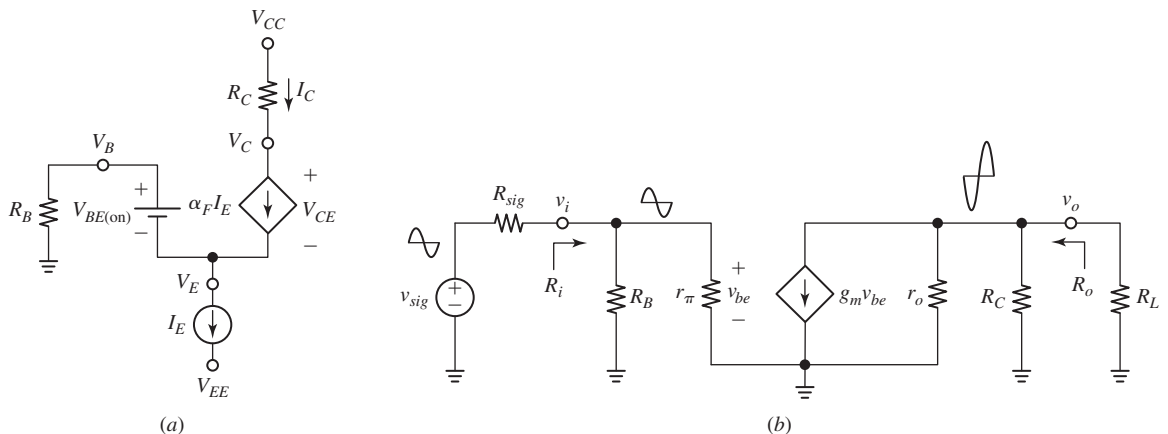 V_CC
R_C
I_C
V_C
V_B
R_B
+
V_BE(on)
−
α_F I_E
+
V_CE
−
V_E
I_E
V_EE
(a)
v_sig
+
−
R_sig
v_i
R_i
R_B
r_π
+
v_be
−
g_m v_be
r_o
R_C
v_o
R_o
R_L
(b)